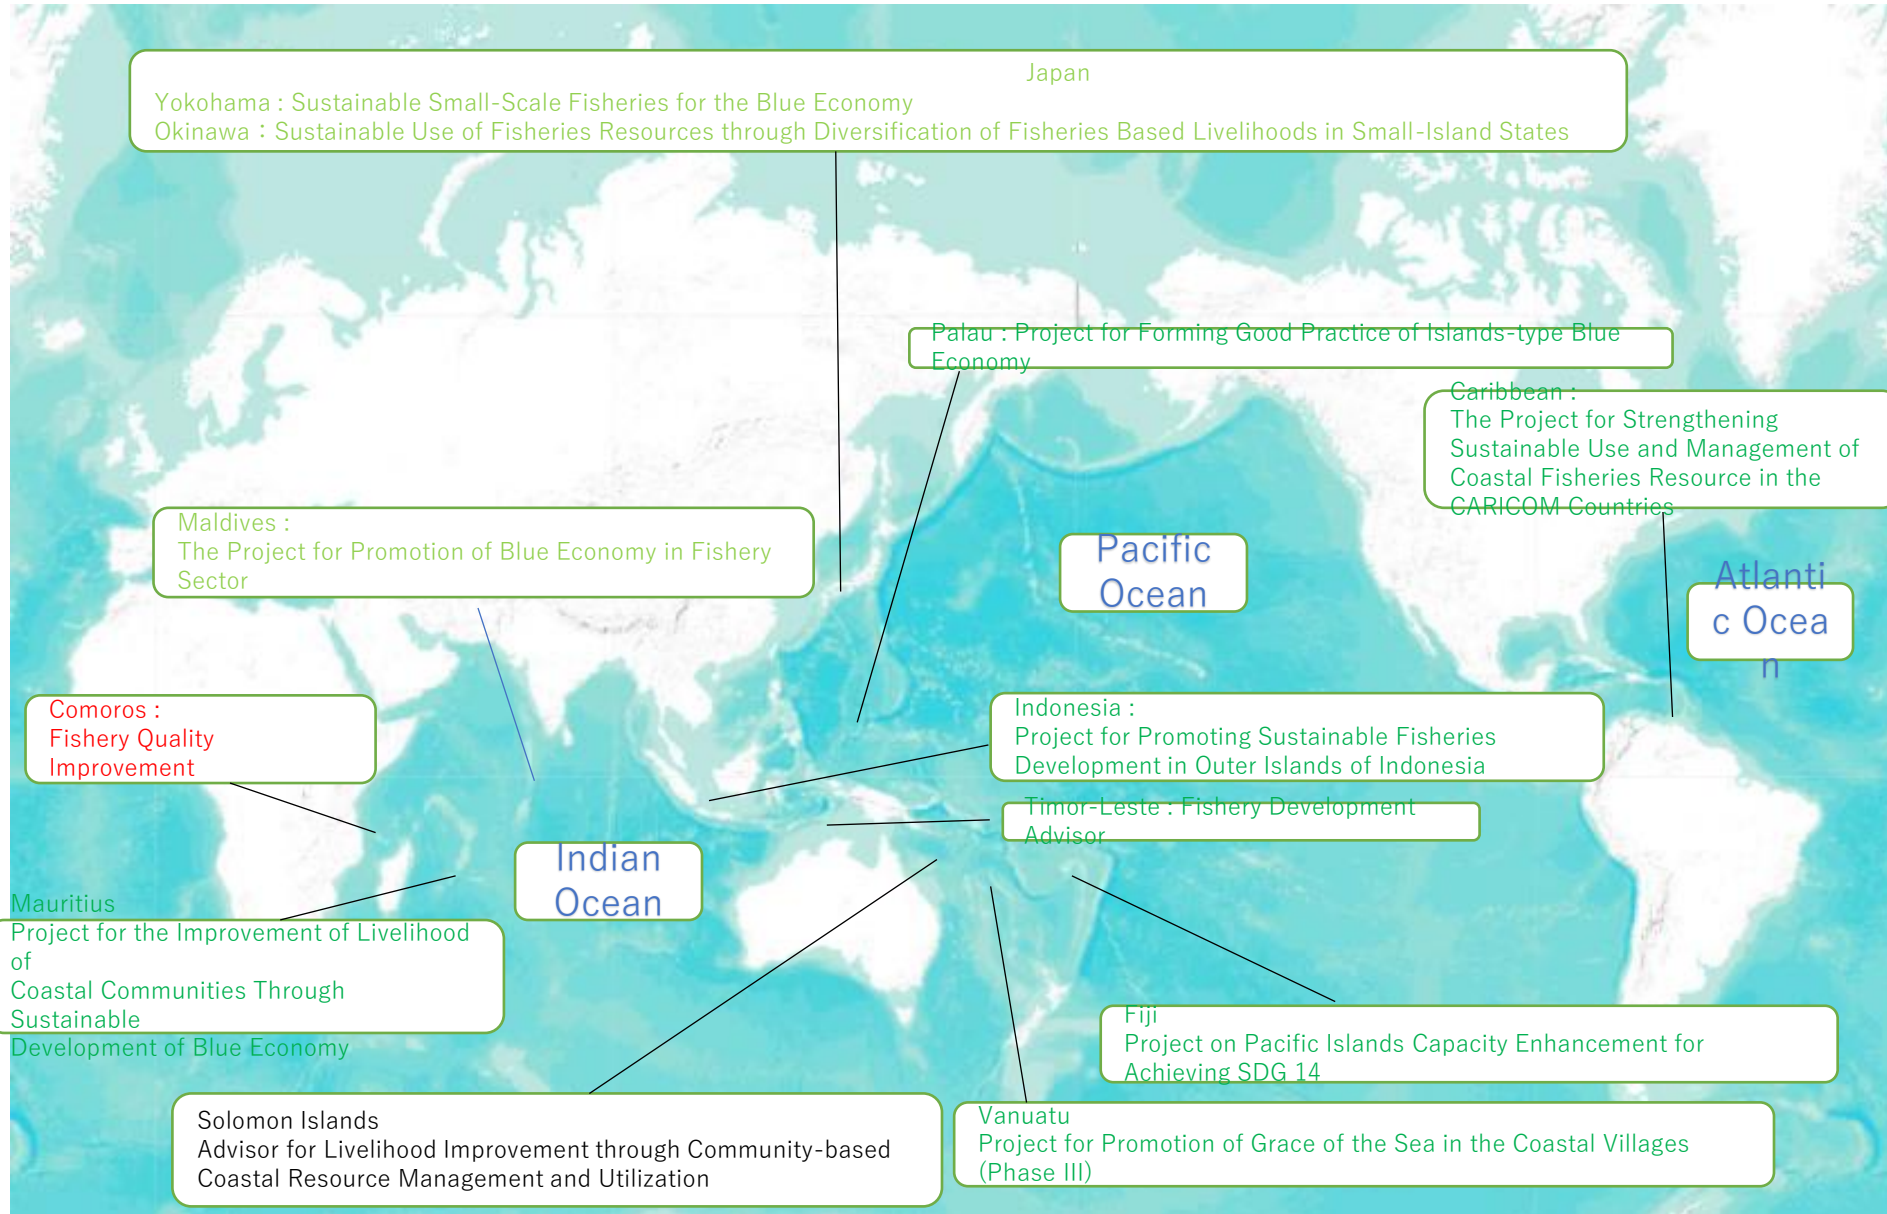 Japan
Yokohama : Sustainable Small-Scale Fisheries for the Blue Economy
Okinawa：Sustainable Use of Fisheries Resources through Diversification of Fisheries Based Livelihoods in Small-Island States
Palau : Project for Forming Good Practice of Islands-type Blue
Economy
Caribbean :
The Project for Strengthening
Sustainable Use and Management of
Coastal Fisheries Resource in the
CARICOM Countries
Maldives :
The Project for Promotion of Blue Economy in Fishery
Sector
Pacific
Ocean
Atlanti
c Ocea
n
Comoros :
Fishery Quality
Improvement
Indonesia :
Project for Promoting Sustainable Fisheries
Development in Outer Islands of Indonesia
Timor-Leste : Fishery Development
Advisor
Indian
Ocean
Mauritius
Project for the Improvement of Livelihood
of
Coastal Communities Through
Sustainable
Development of Blue Economy
Fiji
Project on Pacific Islands Capacity Enhancement for
Achieving SDG 14
Solomon Islands
Advisor for Livelihood Improvement through Community-based
Coastal Resource Management and Utilization
Vanuatu
Project for Promotion of Grace of the Sea in the Coastal Villages
(Phase III)